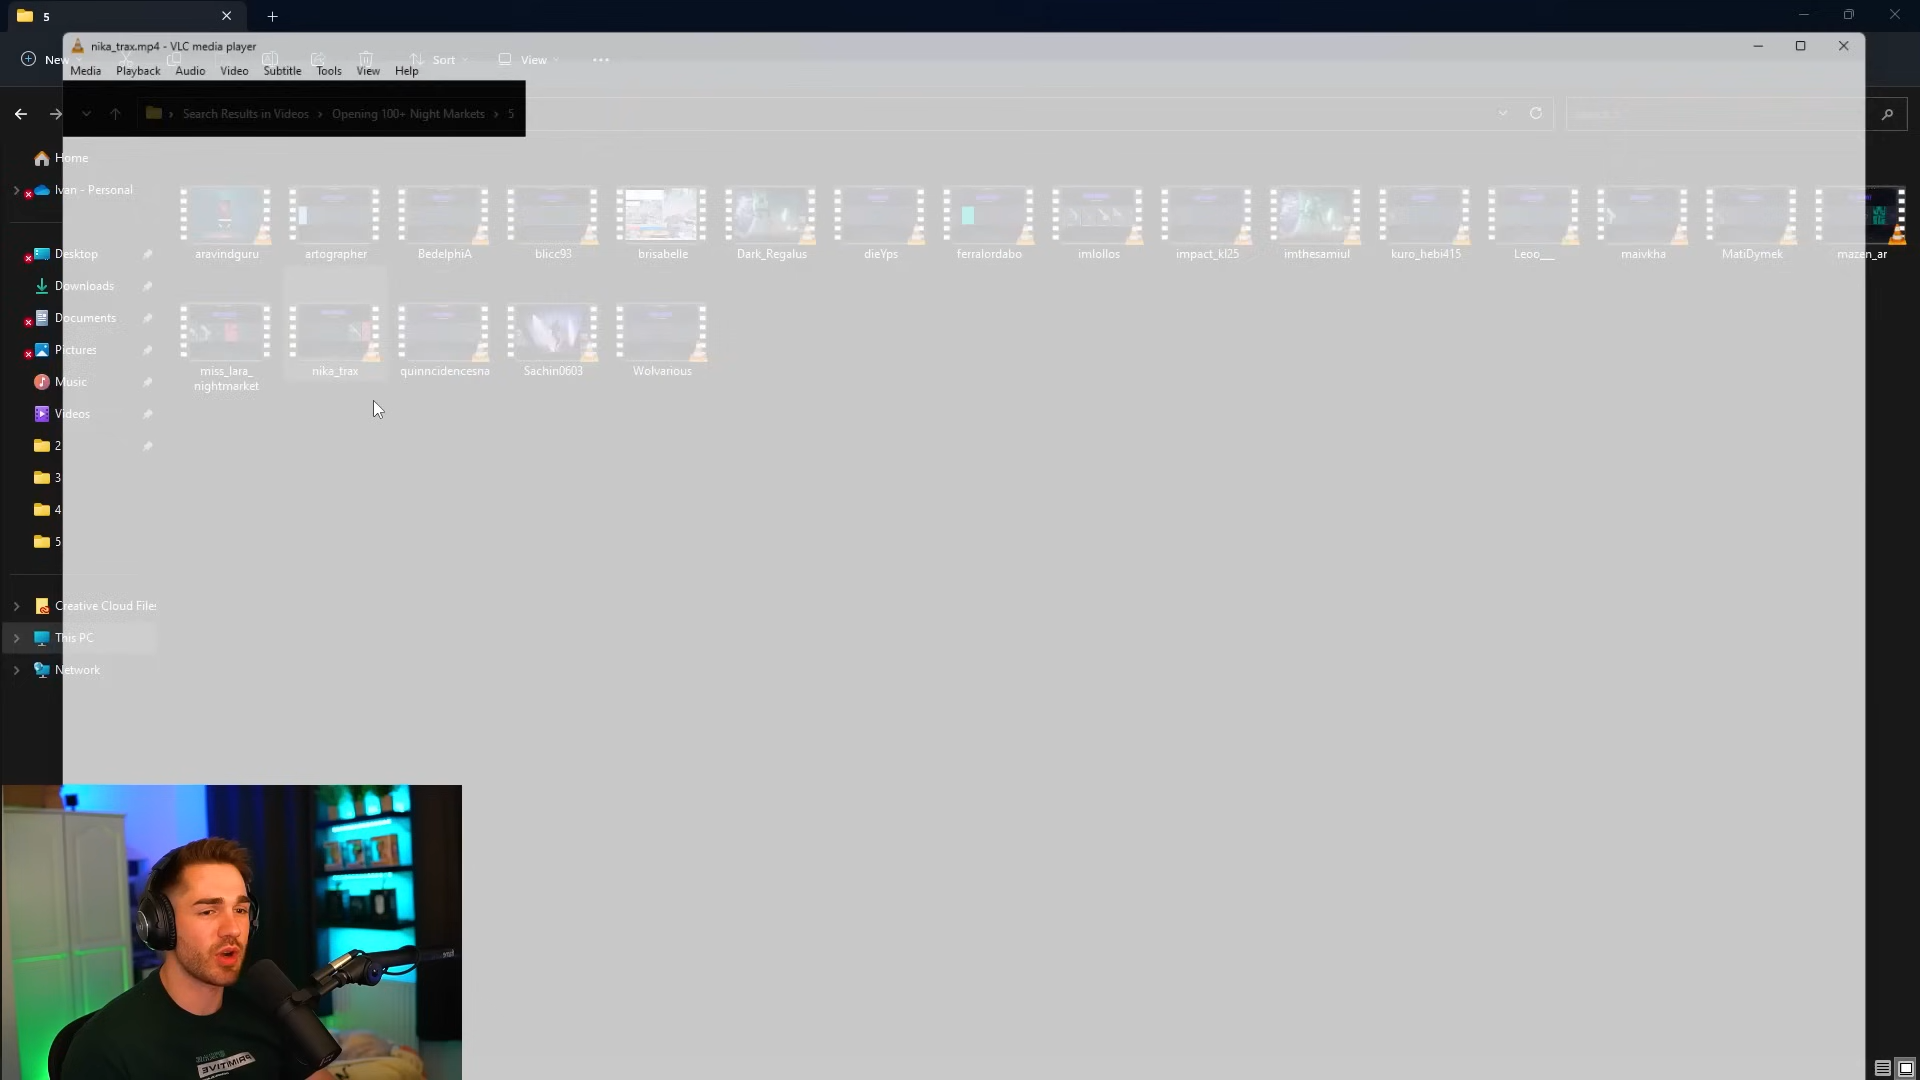 5
nika_trax.mp4 - VLC media player
New
Sort
View
Media Playback Audio Video Subtitle Tools View Help
Search Results in Videos > Opening 100+ Night Markets > 5
Home
Ivan - Personal
Desktop
Downloads
Documents
Pictures
Music
Videos
2
3
4
5
Creative Cloud Files
This PC
Network
aravindguru
artographer
BedelphiA
blicc93
brisabelle
Dark_Regalus
dieYps
ferralordabo
imlollos
impact_kl25
imthesamiul
kuro_hebi415
Leoo___
maivkha
MatiDymek
mazen_ar
miss_lara_
nightmarket
nika_trax
quinncidencesna
Sachin0603
Wolvarious
PRIMITIVE